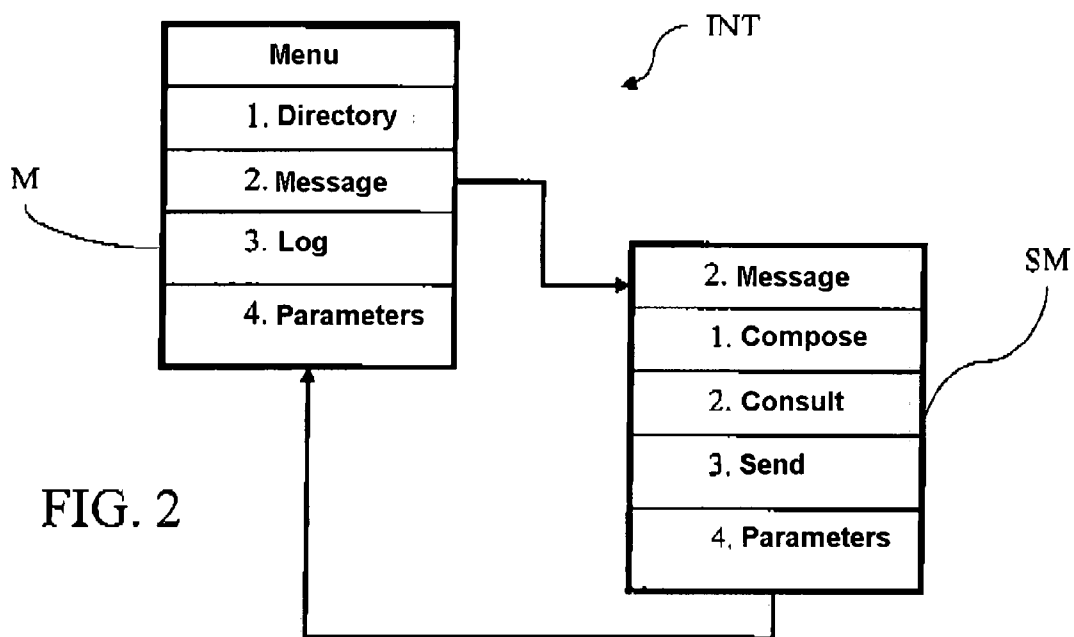 INT
Menu
1. Directory
2. Message
3. Log
4. Parameters
M
SM
2. Message
1. Compose
2. Consult
3. Send
4. Parameters
FIG. 2